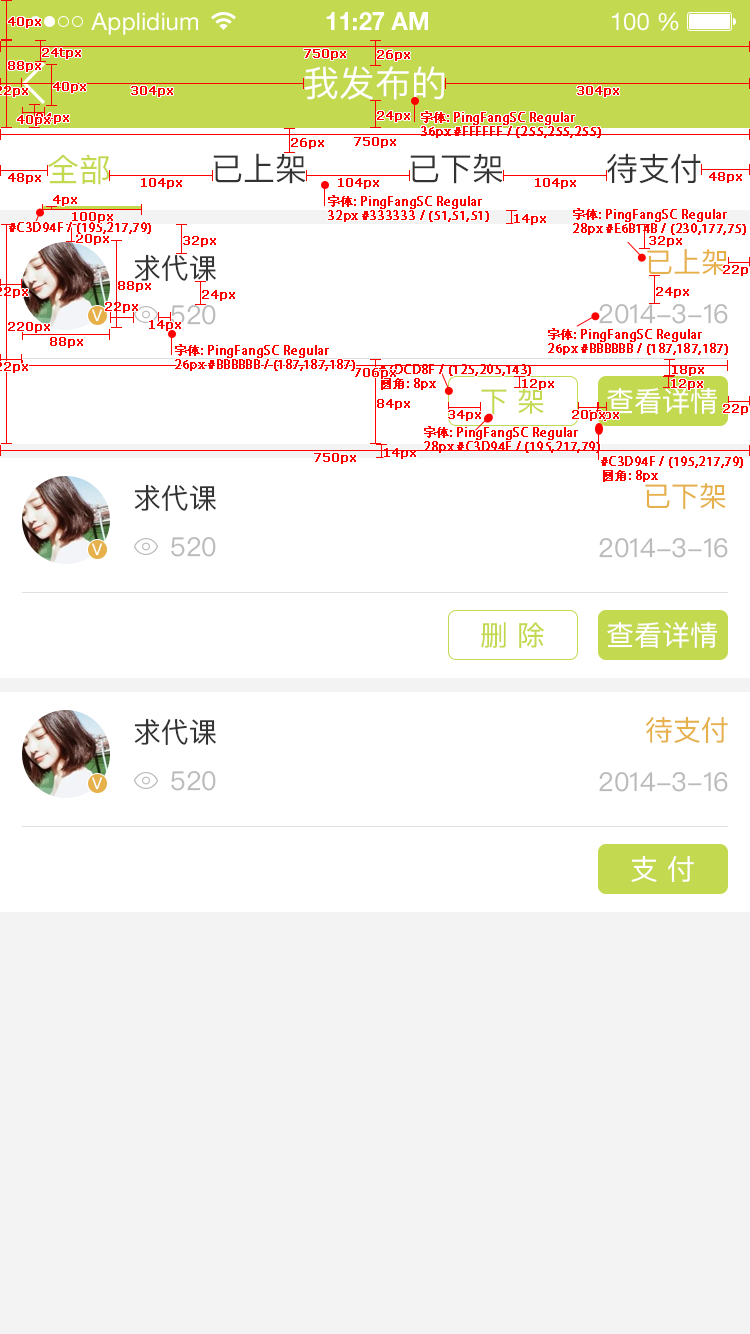 40px Applidium 11:27 AM 100 %
24px 750px 26px
88px
22px 40px 304px 我发布的 304px
40px 24px 字体: PingFangSC Regular
36px #FFFFFF / (255,255,255)
26px 750px
全部 已上架 已下架 待支付
48px 104px 104px 104px 48px
4px 字体: PingFangSC Regular
100px 32px #333333 / (51,51,51) 14px 字体: PingFangSC Regular
#C3D94F / (195,217,79) 28px #E6B14B / (230,177,75)
20px 32px 32px
求代课 已上架
22px 88px 24px 24px 22px
22px 520 2014-3-16
220px 14px
88px 字体: PingFangSC Regular
字体: PingFangSC Regular 26px #BBBBBB / (187,187,187)
26px #BBBBBB / (187,187,187)
22px 706px DCD8F / (125,205,143) 18px
圆角: 8px 12px 12px
84px 下 架 查看详情 22px
34px 20px
字体: PingFangSC Regular
28px #C3D94F / (195,217,79)
14px
750px #C3D94F / (195,217,79)
圆角: 8px
求代课 已下架
V 520 2014-3-16
删 除 查看详情
求代课 待支付
V 520 2014-3-16
支 付